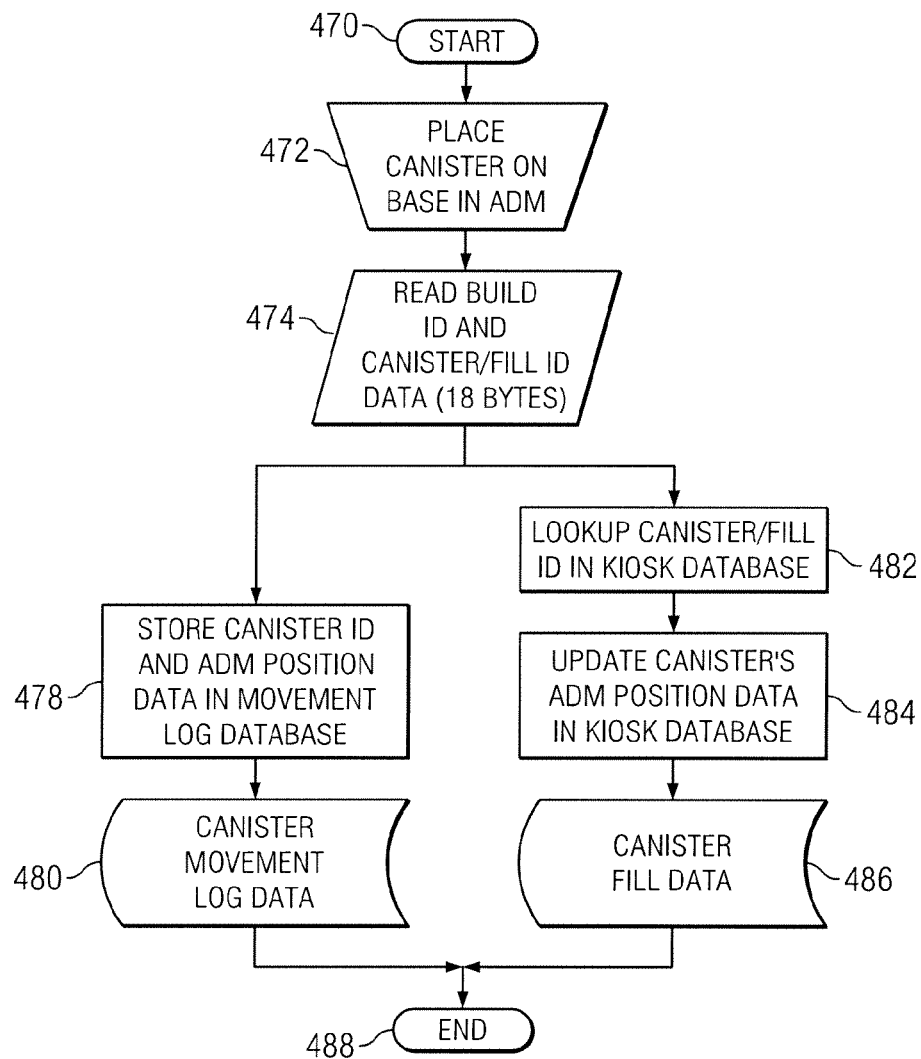 470
START
472
PLACE
CANISTER ON
BASE IN ADM
474
READ BUILD
ID AND
CANISTER/FILL ID
DATA (18 BYTES)
478
STORE CANISTER ID
AND ADM POSITION
DATA IN MOVEMENT
LOG DATABASE
480
CANISTER
MOVEMENT
LOG DATA
LOOKUP CANISTER/FILL
ID IN KIOSK DATABASE
482
UPDATE CANISTER'S
ADM POSITION DATA
IN KIOSK DATABASE
484
CANISTER
FILL DATA
486
END
488